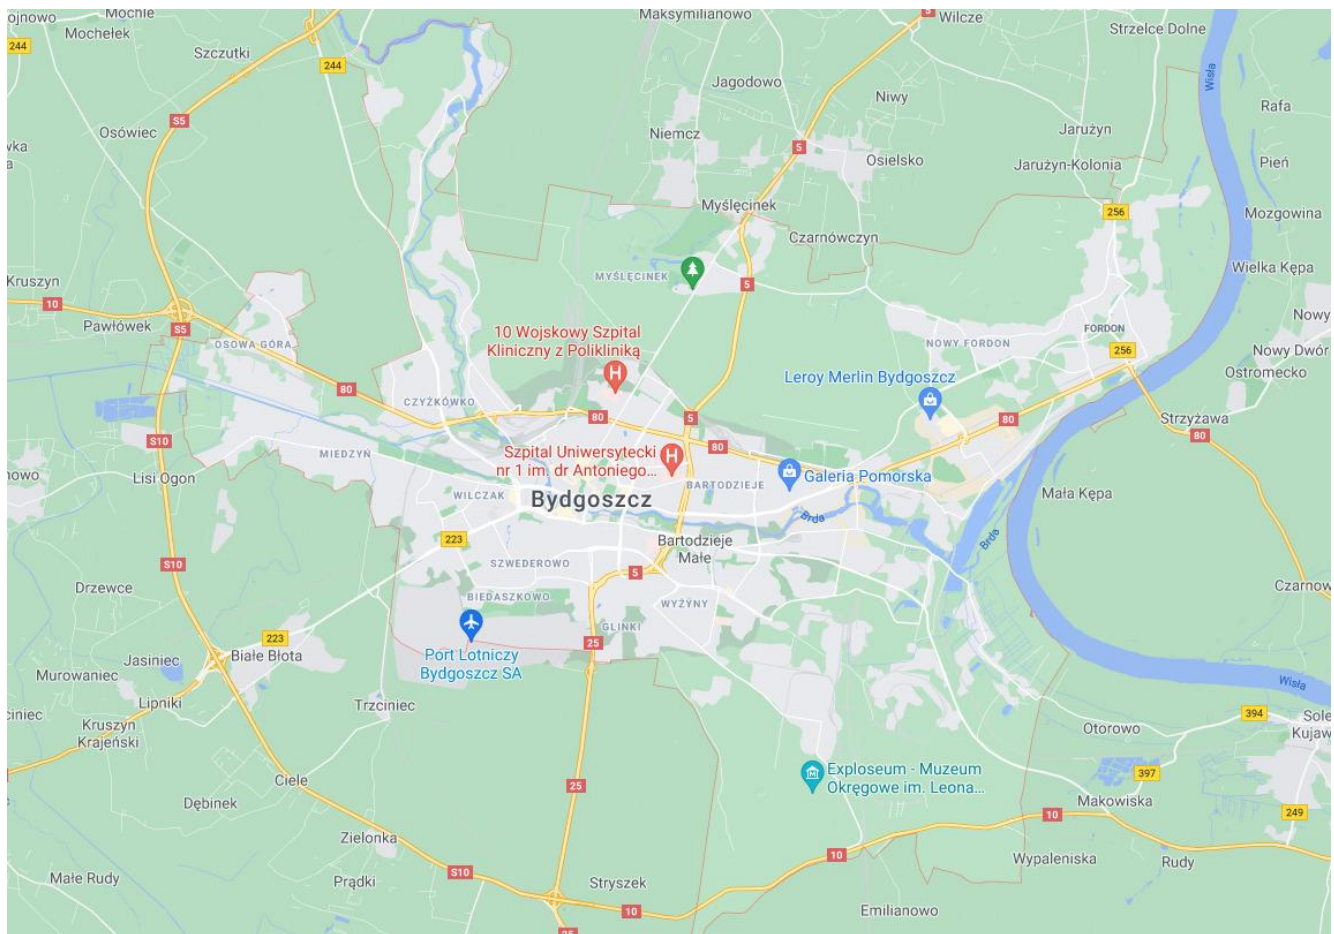 ojnowo
Mochle
Mochełek
Maksymilianowo
5
Wilcze
Strzelce Dolne
244
Szczutki
244
Wisła
Jagodowo
Niwy
Rafa
S5
Osówiec
Niemcz
5
Jarużyn
ówka
a
Osielsko
Jarużyn-Kolonia
Pień
Myślęcinek
256
Mozgowina
Czarnówczyn
MYŚLĘCINEK
Wielka Kępa
Kruszyn
5
10
Nowy
Pawłówek
S5
10 Wojskowy Szpital
Kliniczny z Polikliniką
FORDON
OSOWA GÓRA
NOWY FORDON
256
Nowy Dwór
Ostromecko
Leroy Merlin Bydgoszcz
80
CZYŻKÓWKO
80
5
80
Strzyżawa
80
S10
MIEDZYŃ
Szpital Uniwersytecki
nr 1 im. dr Antoniego...
80
nowo
Lisi Ogon
WILCZAK
Bydgoszcz
BARTODZIEJE
Galeria Pomorska
Mała Kępa
Brda
Brda
223
Bartodzieje
Małe
S10
SZWEDEROWO
5
Drzewce
BIEDASZKOWO
WYŻYNY
Czarnow
223
GLINKI
Jasiniec
Białe Błota
Port Lotniczy
Bydgoszcz SA
25
Murowaniec
Wisła
Lipniki
Trzciniec
ciniec
Kruszyn
Krajeński
Otorowo
394
Sole
Kujaw
Ciele
25
Exploseum - Muzeum
Okręgowe im. Leona...
397
Dębinek
Makowiska
249
10
Zielonka
10
Wypaleniska
Rudy
Małe Rudy
Prądki
S10
Stryszek
10
Emilianowo
25